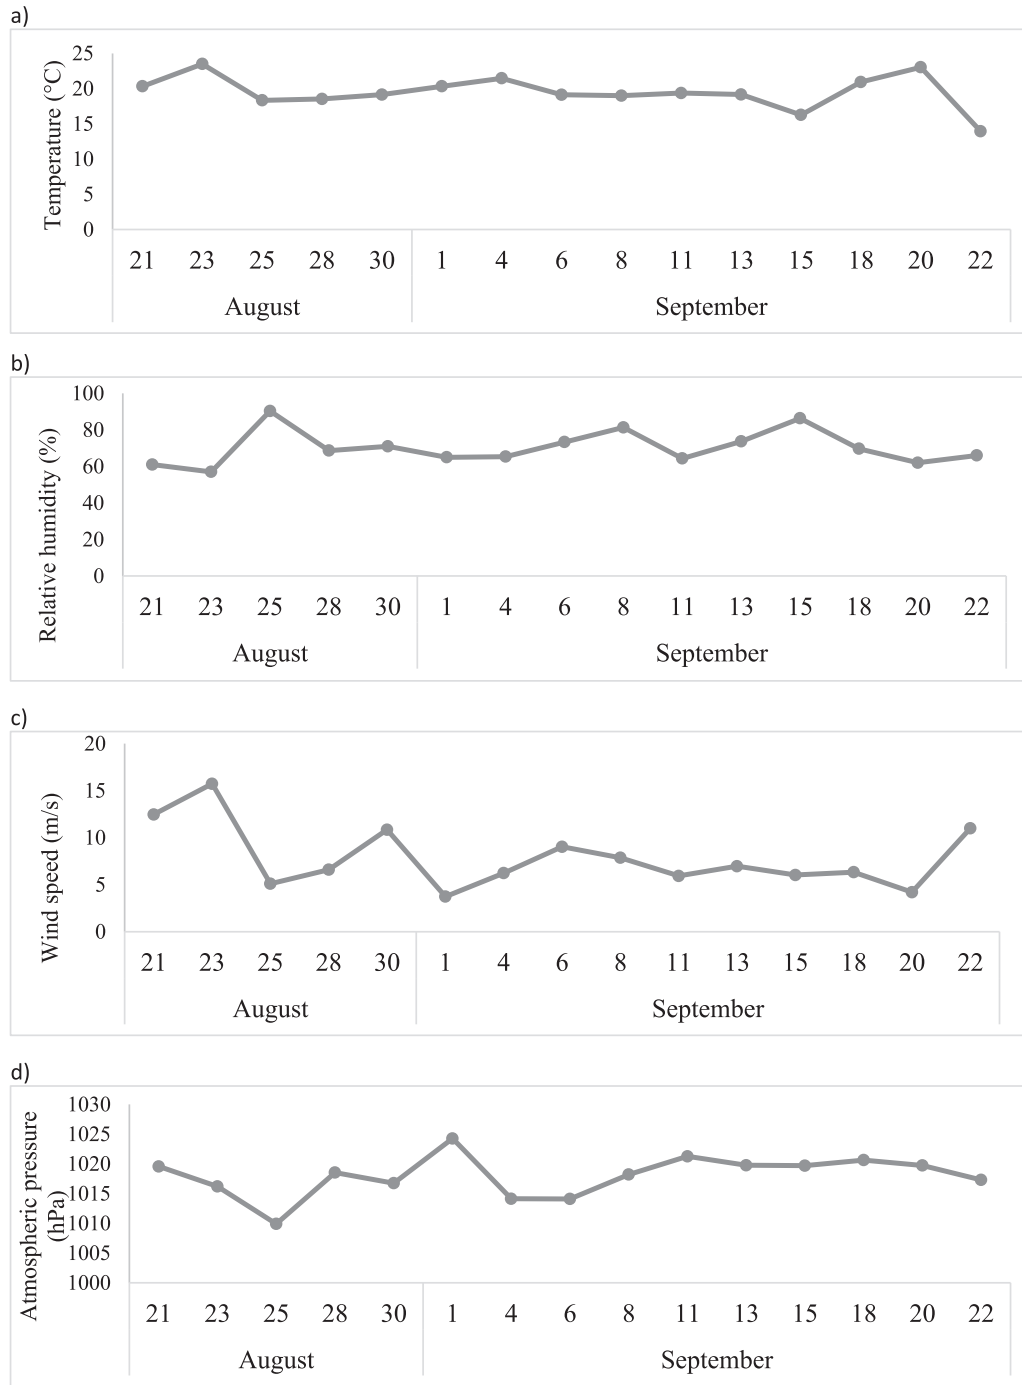 a)
Temperature (°C)
25
20
15
10
5
0
21 23 25 28 30 1 4 6 8 11 13 15 18 20 22
August September
b)
Relative humidity (%)
100
80
60
40
20
0
21 23 25 28 30 1 4 6 8 11 13 15 18 20 22
August September
c)
Wind speed (m/s)
20
15
10
5
0
21 23 25 28 30 1 4 6 8 11 13 15 18 20 22
August September
d)
Atmospheric pressure
(hPa)
1030
1025
1020
1015
1010
1005
1000
21 23 25 28 30 1 4 6 8 11 13 15 18 20 22
August September